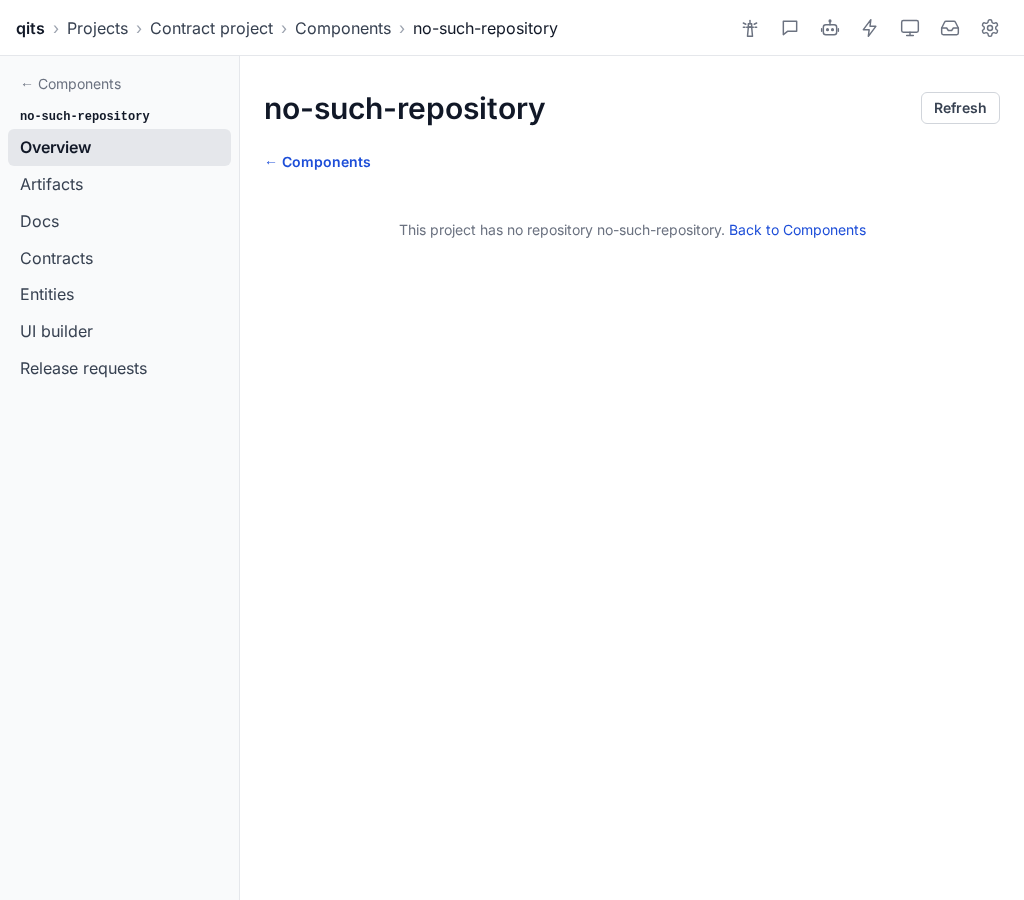 qits › Projects › Contract project › Components › no-such-repository
← Components
no-such-repository
Overview
Artifacts
Docs
Contracts
Entities
UI builder
Release requests
no-such-repository
Refresh
← Components
This project has no repository no-such-repository. Back to Components